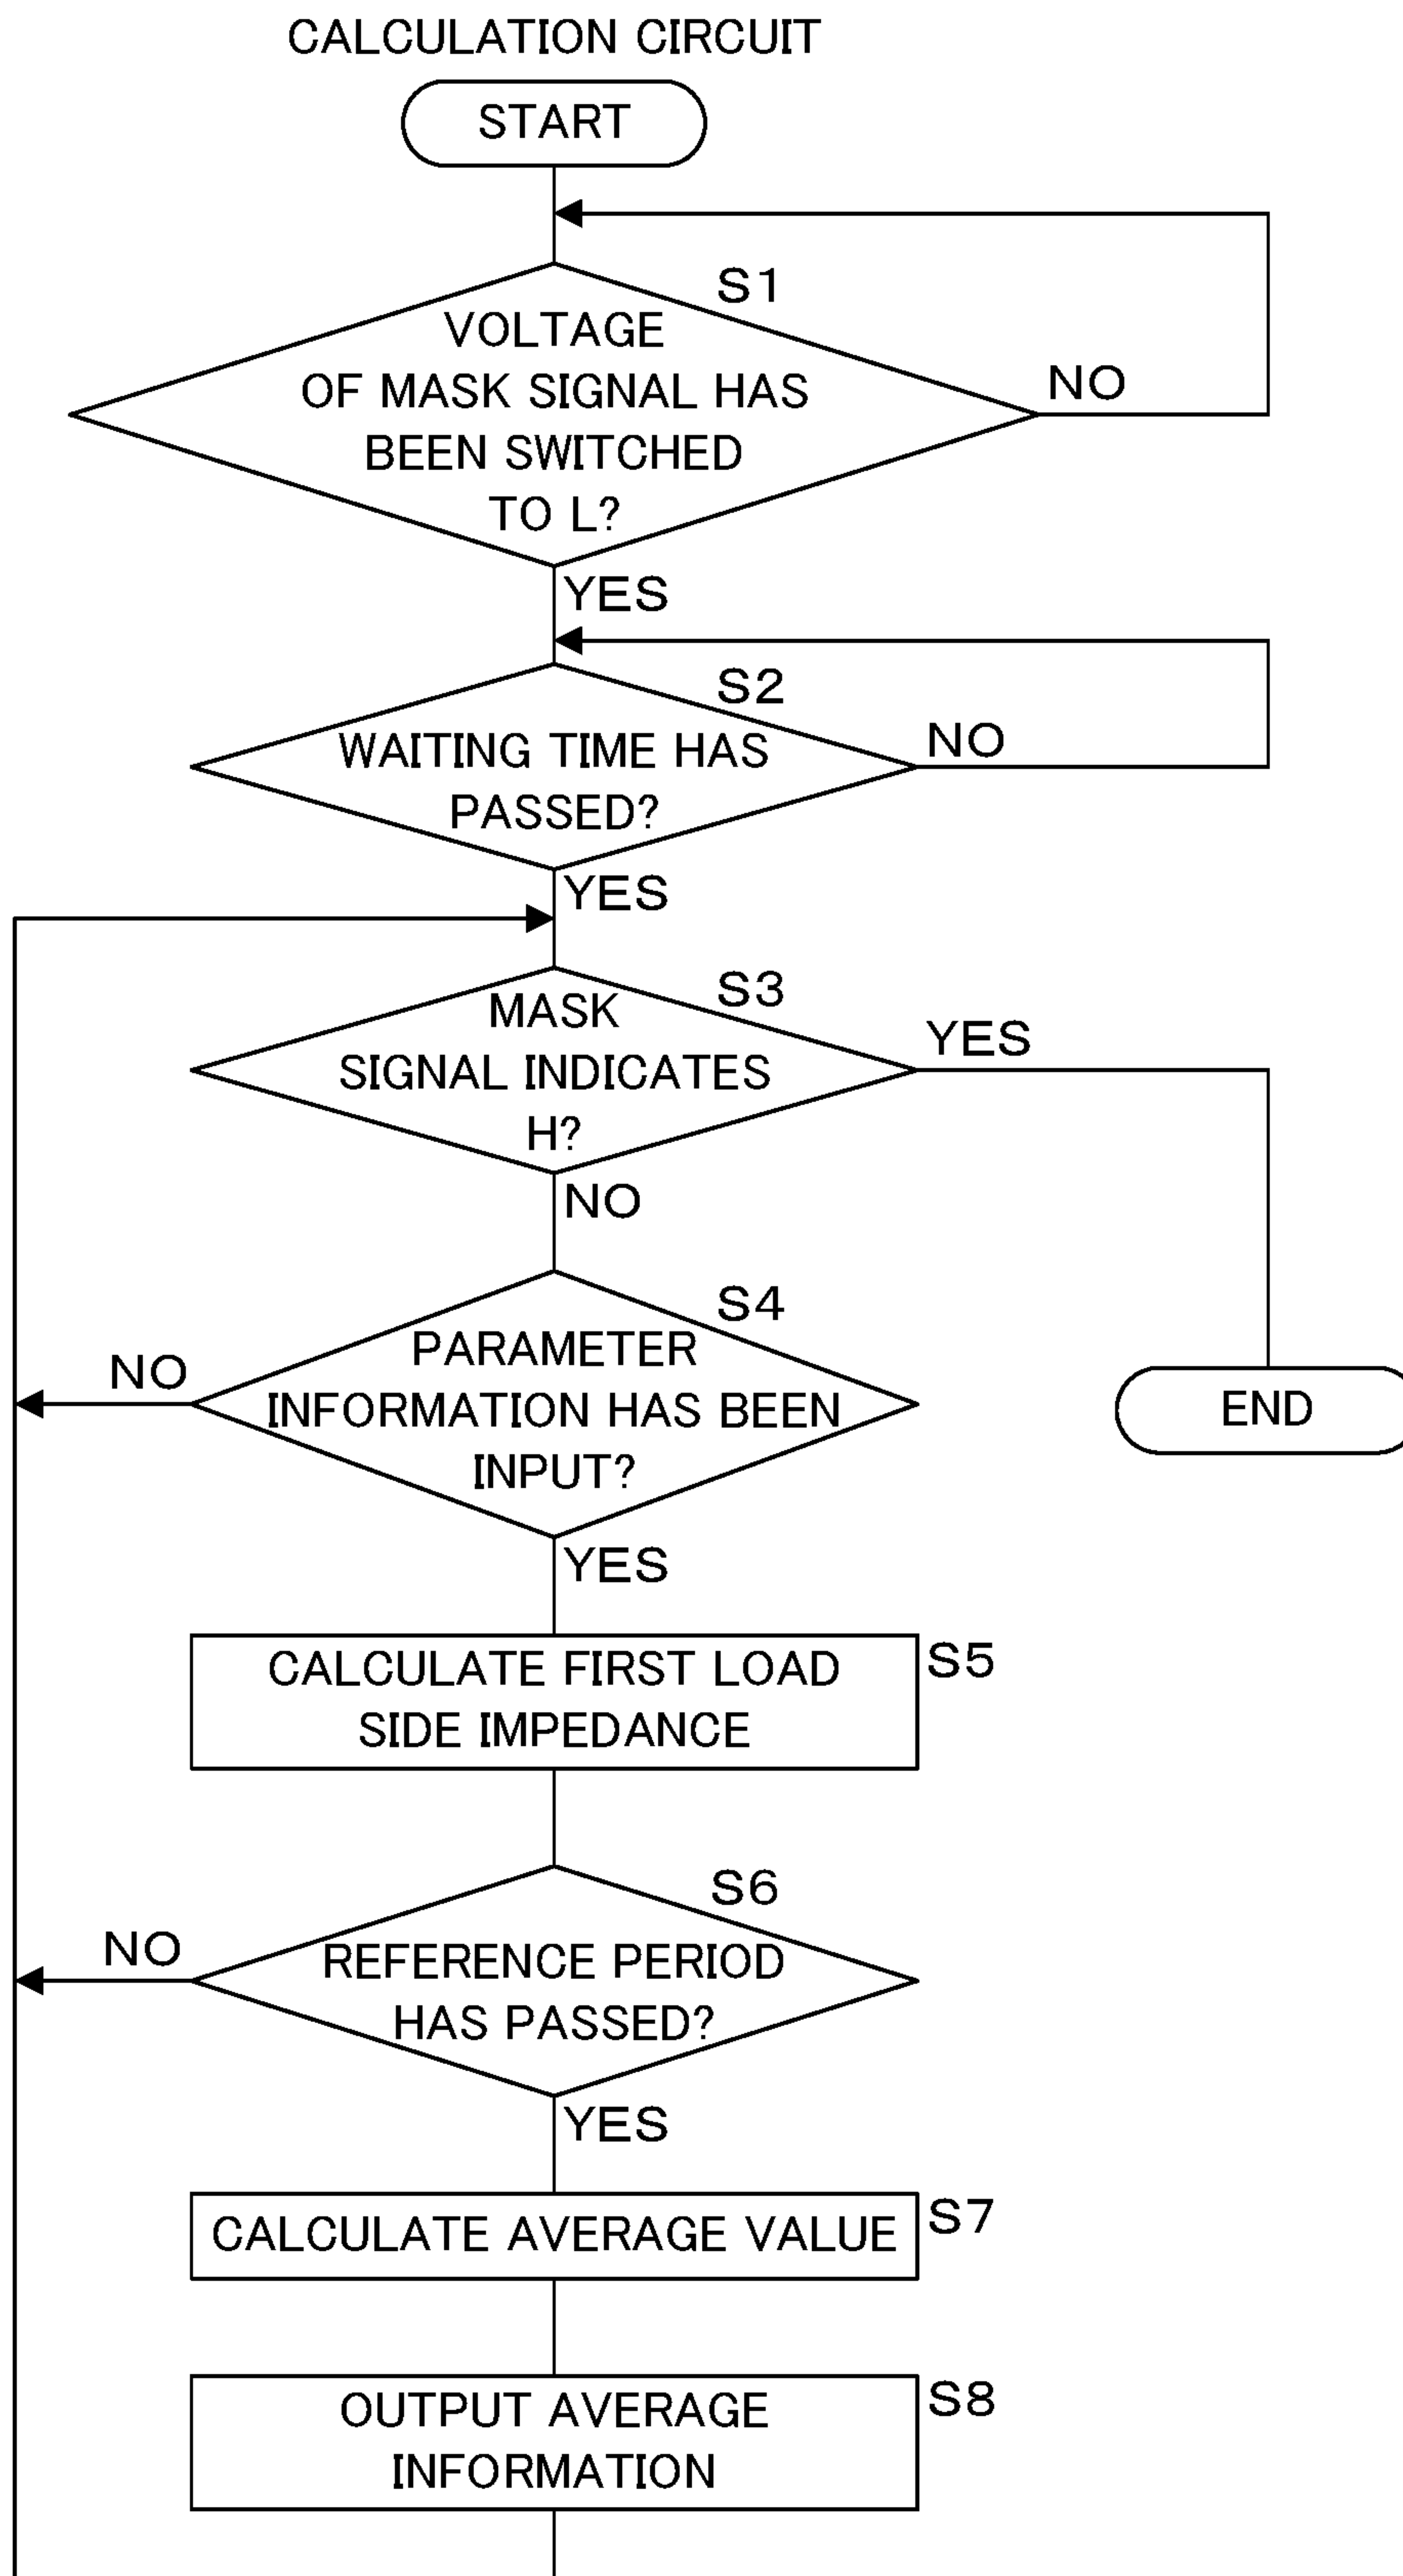 CALCULATION CIRCUIT
START
S1
VOLTAGE
OF MASK SIGNAL HAS
BEEN SWITCHED
TO L?
NO
YES
S2
WAITING TIME HAS
PASSED?
NO
YES
S3
MASK
SIGNAL INDICATES
H?
YES
NO
S4
PARAMETER
INFORMATION HAS BEEN
INPUT?
NO
END
YES
CALCULATE FIRST LOAD
SIDE IMPEDANCE
S5
S6
REFERENCE PERIOD
HAS PASSED?
NO
YES
CALCULATE AVERAGE VALUE
S7
OUTPUT AVERAGE
INFORMATION
S8